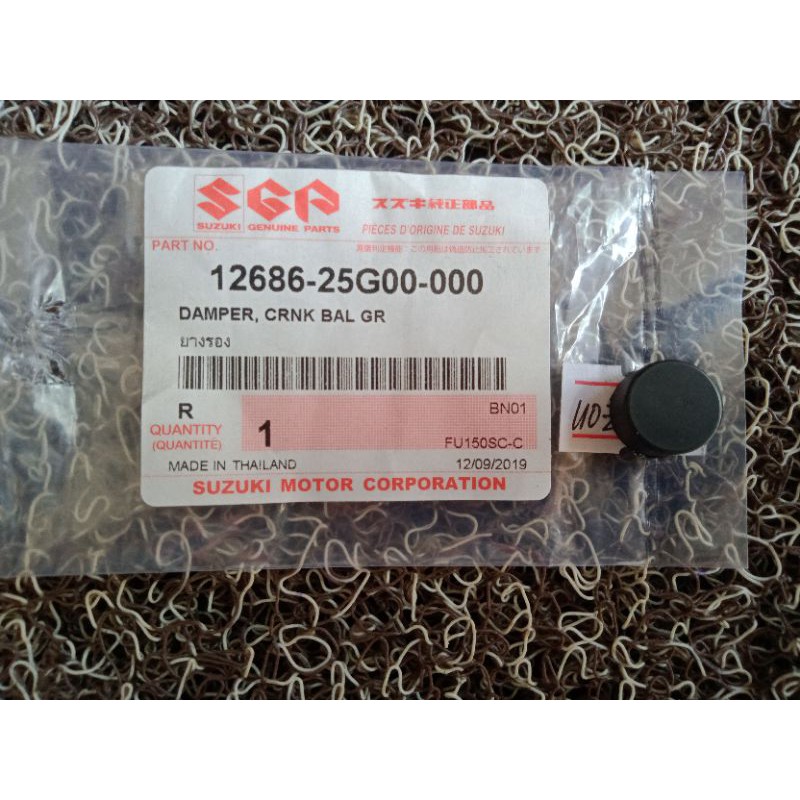 SGP
SUZUKI GENUINE PARTS
スズキ純正部品
PIÈCES D'ORIGINE DE SUZUKI
PART NO.
12686-25G00-000
DAMPER, CRNK BAL GR
ยางรอง
R
BN01
QUANTITY
(QUANTITE)
1
FU150SC-C
MADE IN THAILAND
12/09/2019
SUZUKI MOTOR CORPORATION